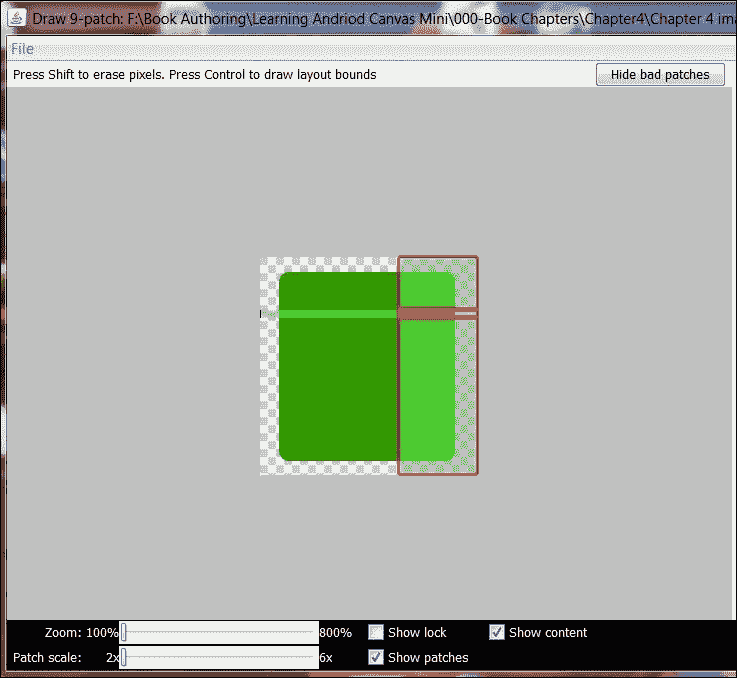 Draw 9-patch: F:\Book Authoring\Learning Andriod Canvas Mini\000-Book Chapters\Chapter4\Chapter 4 ima
File
Press Shift to erase pixels. Press Control to draw layout bounds Hide bad patches
Zoom: 100% 800% Show lock Show content
Patch scale: 2x 6x Show patches